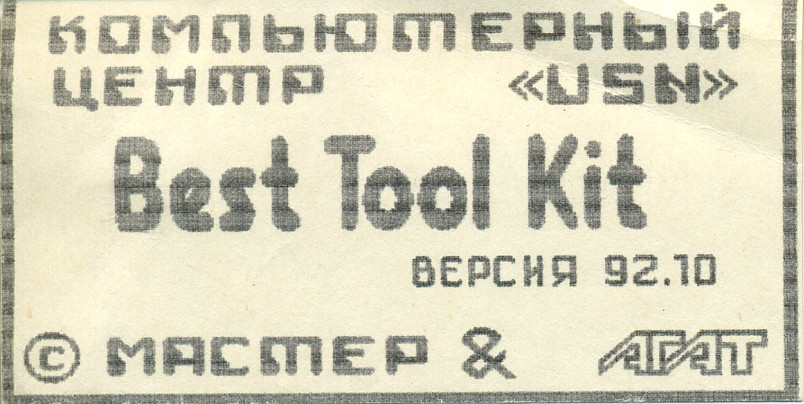 КОМПЬЮТЕРНЫЙ
ЦЕНТР «USN»
Best Tool Kit
ВЕРСИЯ 92.10
© МАСТЕР & АГАТ